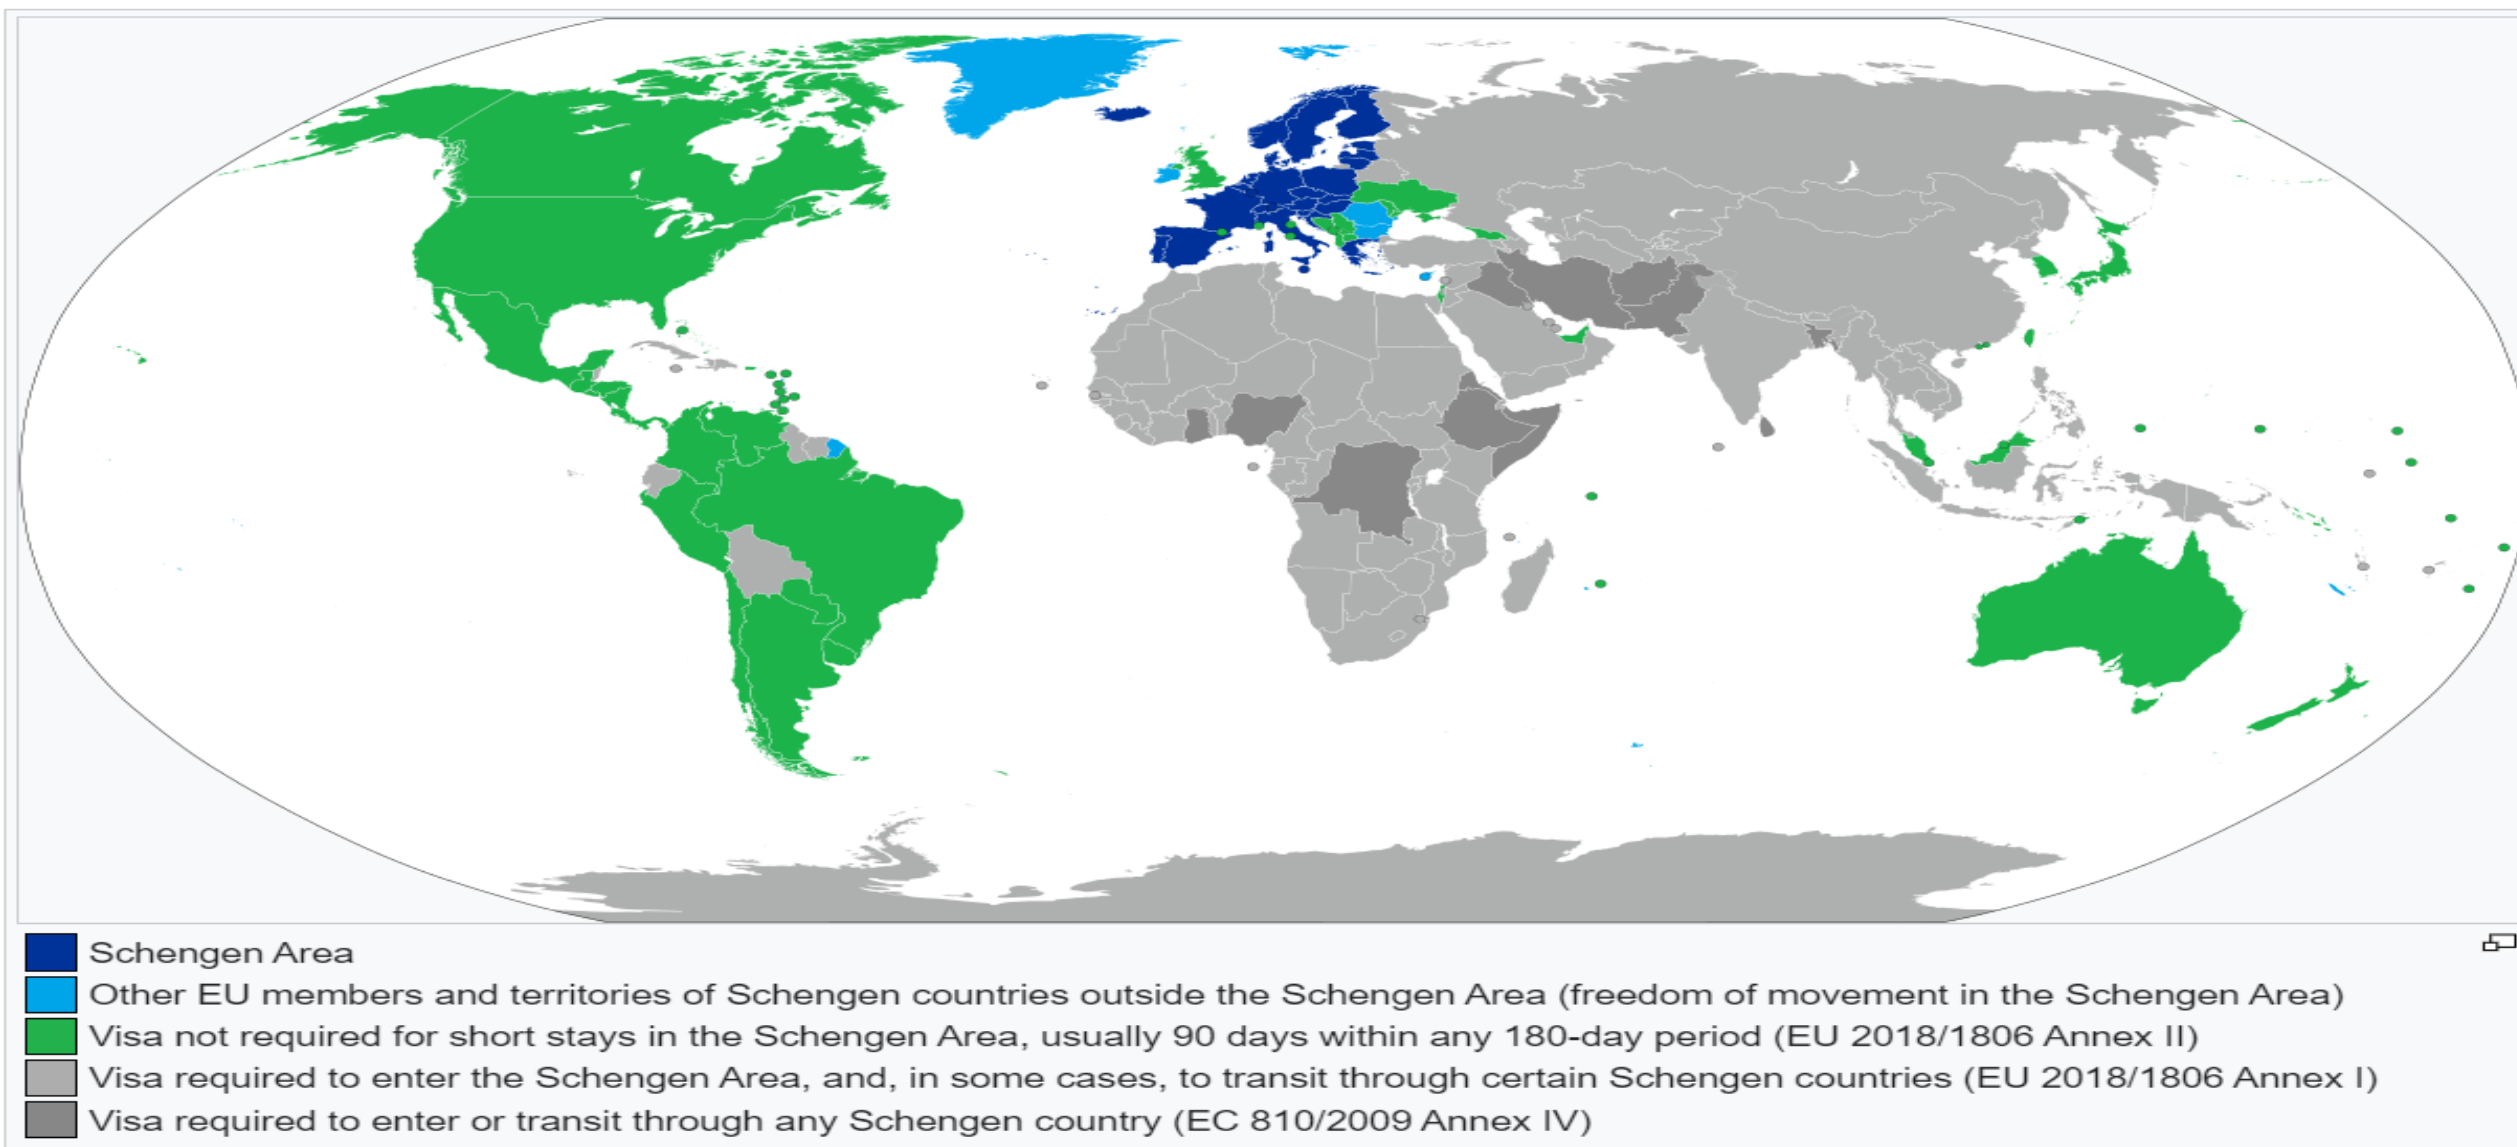 Schengen Area
Other EU members and territories of Schengen countries outside the Schengen Area (freedom of movement in the Schengen Area)
Visa not required for short stays in the Schengen Area, usually 90 days within any 180-day period (EU 2018/1806 Annex II)
Visa required to enter the Schengen Area, and, in some cases, to transit through certain Schengen countries (EU 2018/1806 Annex I)
Visa required to enter or transit through any Schengen country (EC 810/2009 Annex IV)